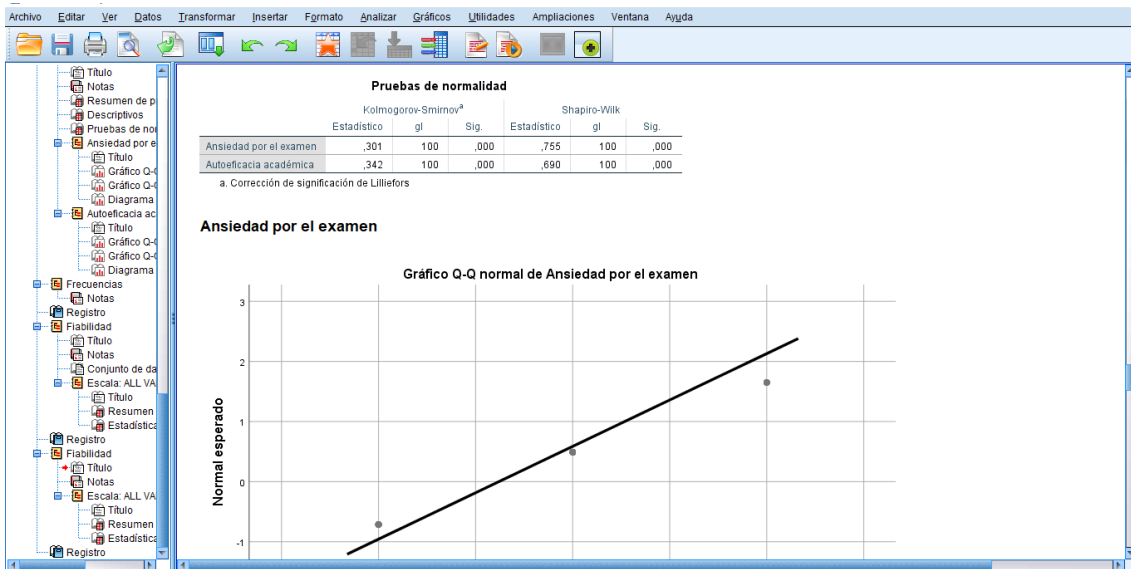 Archivo Editar Ver Datos Transformar Insertar Formato Analizar Gráficos Utilidades Ampliaciones Ventana Ayuda
Título
Notas
Resumen de p
Descriptivos
Pruebas de nor
Ansiedad por e
Título
Gráfico Q-Q
Gráfico Q-Q
Diagrama
Autoeficacia ac
Título
Gráfico Q-Q
Gráfico Q-Q
Diagrama
Frecuencias
Notas
Registro
Fiabilidad
Título
Notas
Conjunto de da
Escala: ALL VA
Título
Resumen
Estadística
Registro
Fiabilidad
Título
Notas
Escala: ALL VA
Título
Resumen
Estadística
Registro
Pruebas de normalidad
Kolmogorov-Smirnovª Shapiro-Wilk
Estadístico gl Sig. Estadístico gl Sig.
Ansiedad por el examen ,301 100 ,000 ,755 100 ,000
Autoeficacia académica ,342 100 ,000 ,690 100 ,000
a. Corrección de significación de Lilliefors
Ansiedad por el examen
Gráfico Q-Q normal de Ansiedad por el examen
Normal esperado
3
2
1
0
-1